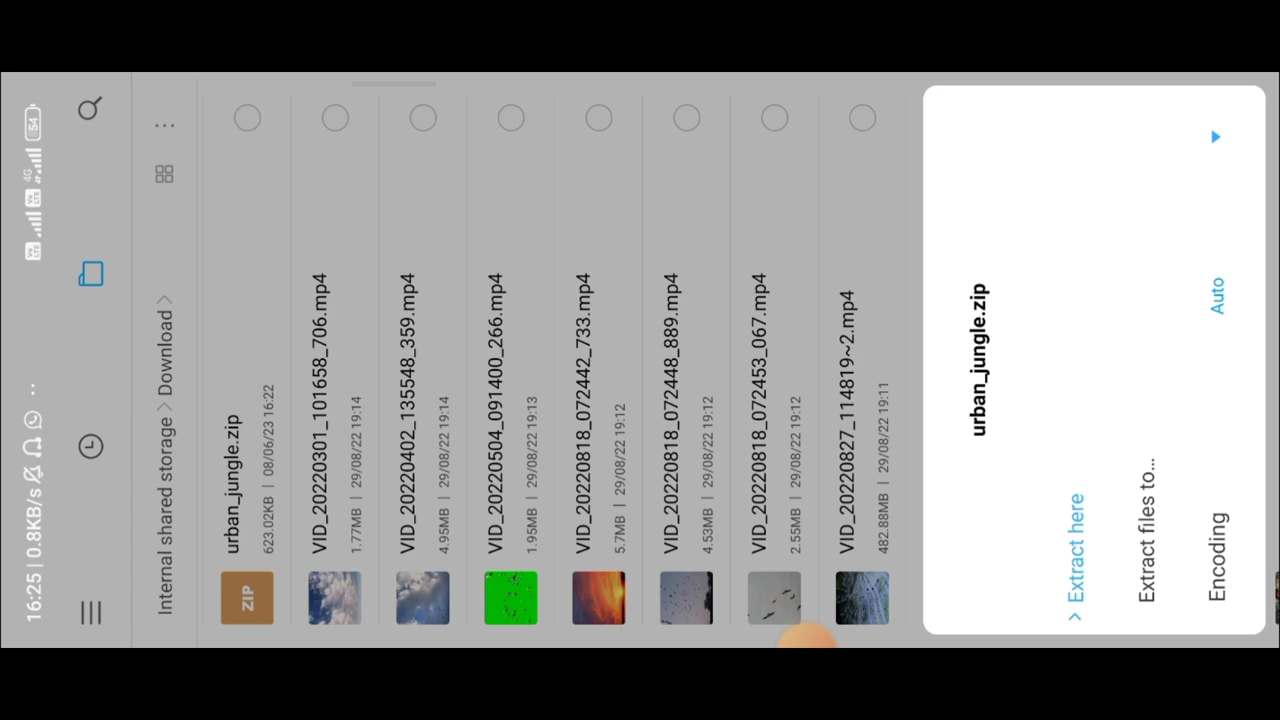 16:25 | 0.8KB/s
4G
54
Internal shared storage > Download >
ZIP
urban_jungle.zip
623.02KB | 08/06/23 16:22
VID_20220301_101658_706.mp4
1.77MB | 29/08/22 19:14
VID_20220402_135548_359.mp4
4.95MB | 29/08/22 19:14
VID_20220504_091400_266.mp4
1.95MB | 29/08/22 19:13
VID_20220818_072442_733.mp4
5.7MB | 29/08/22 19:12
VID_20220818_072448_889.mp4
4.53MB | 29/08/22 19:12
VID_20220818_072453_067.mp4
2.55MB | 29/08/22 19:12
VID_20220827_114819~2.mp4
482.88MB | 29/08/22 19:11
urban_jungle.zip
> Extract here
Extract files to...
Encoding Auto